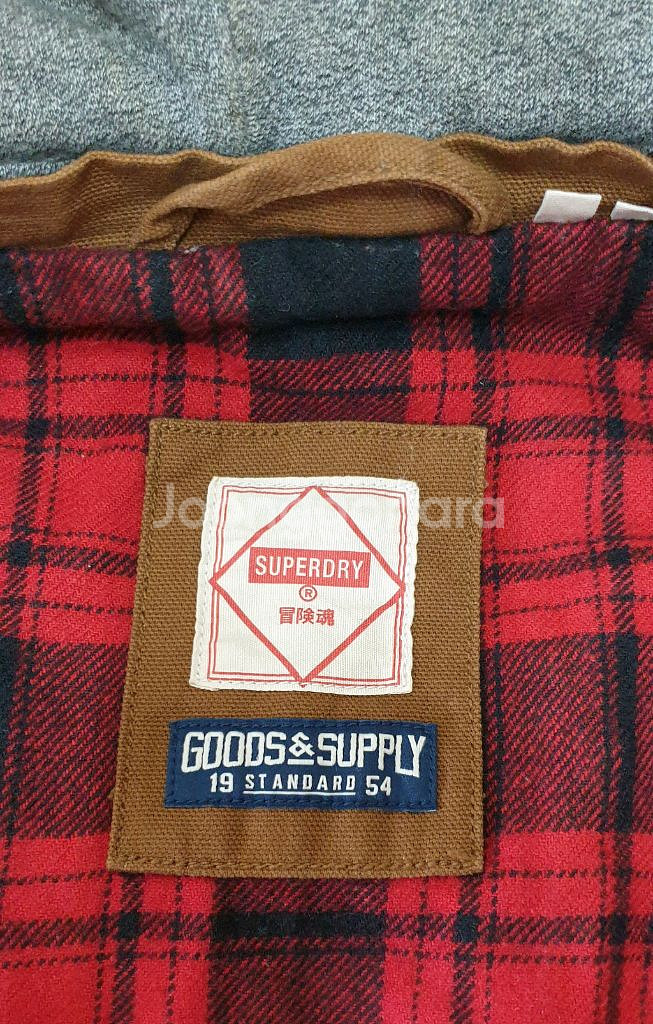 SUPERDRY
®
冒険魂
GOODS&SUPPLY
19 STANDARD 54